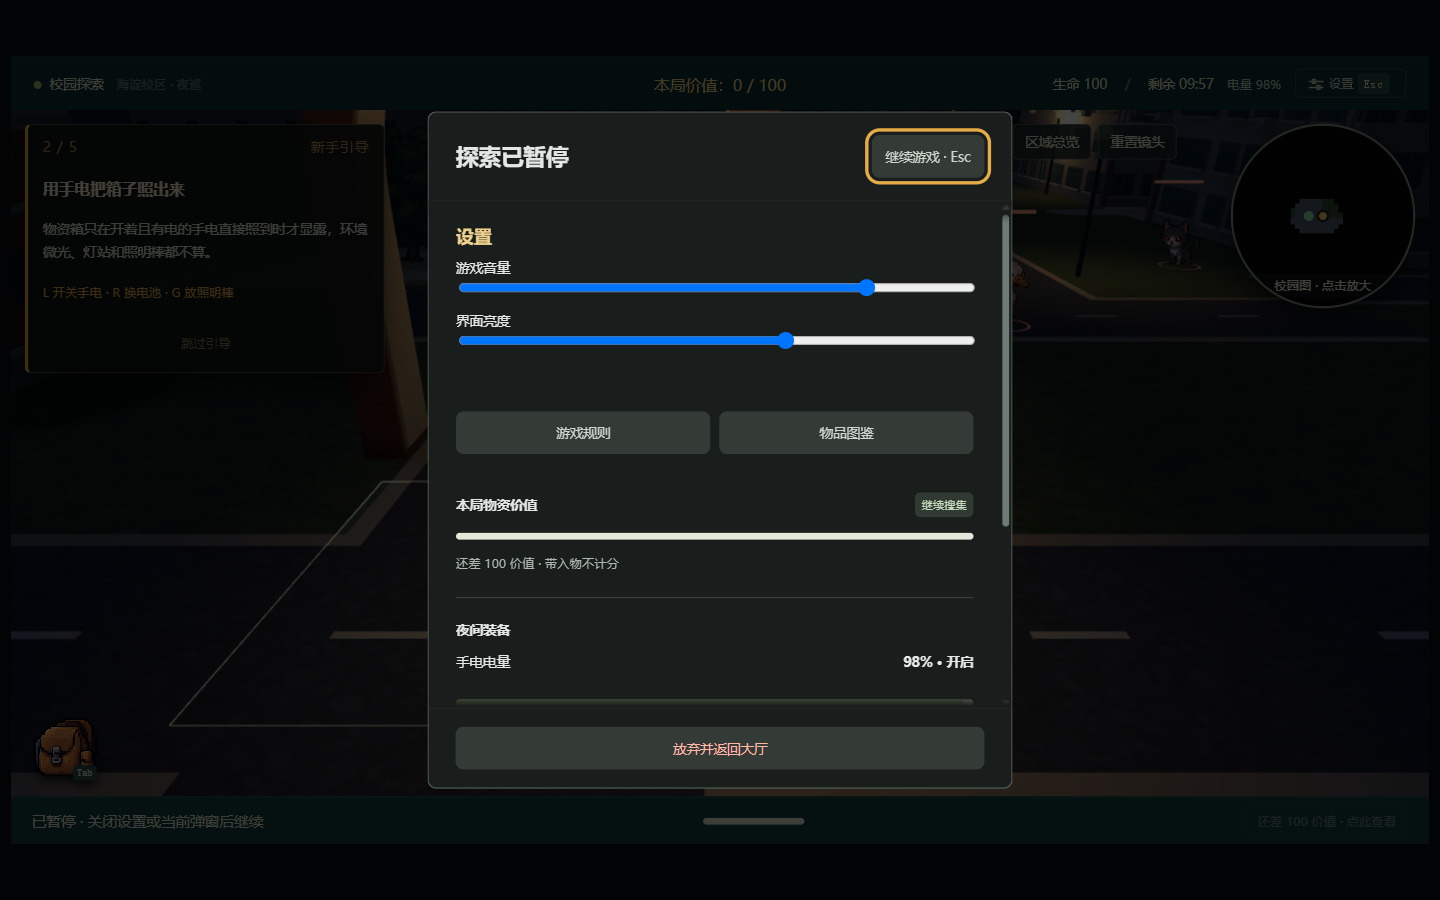 校园探索 海淀校区 · 夜巡
本局价值：0 / 100
生命 100 / 剩余 09:57 电量 98% 设置 Esc
2 / 5 新手引导
用手电把箱子照出来
物资箱只在开着且有电的手电直接照到时才显露，环境
微光、灯站和照明棒都不算。
L 开关手电 · R 换电池 · G 放照明棒
跳过引导
探索已暂停
继续游戏 · Esc
设置
游戏音量
界面亮度
游戏规则
物品图鉴
本局物资价值
继续搜集
还差 100 价值 · 带入物不计分
夜间装备
手电电量
98% • 开启
放弃并返回大厅
区域总览
重置镜头
校园图 · 点击放大
Tab
已暂停 · 关闭设置或当前弹窗后继续
还差 100 价值 · 点此查看